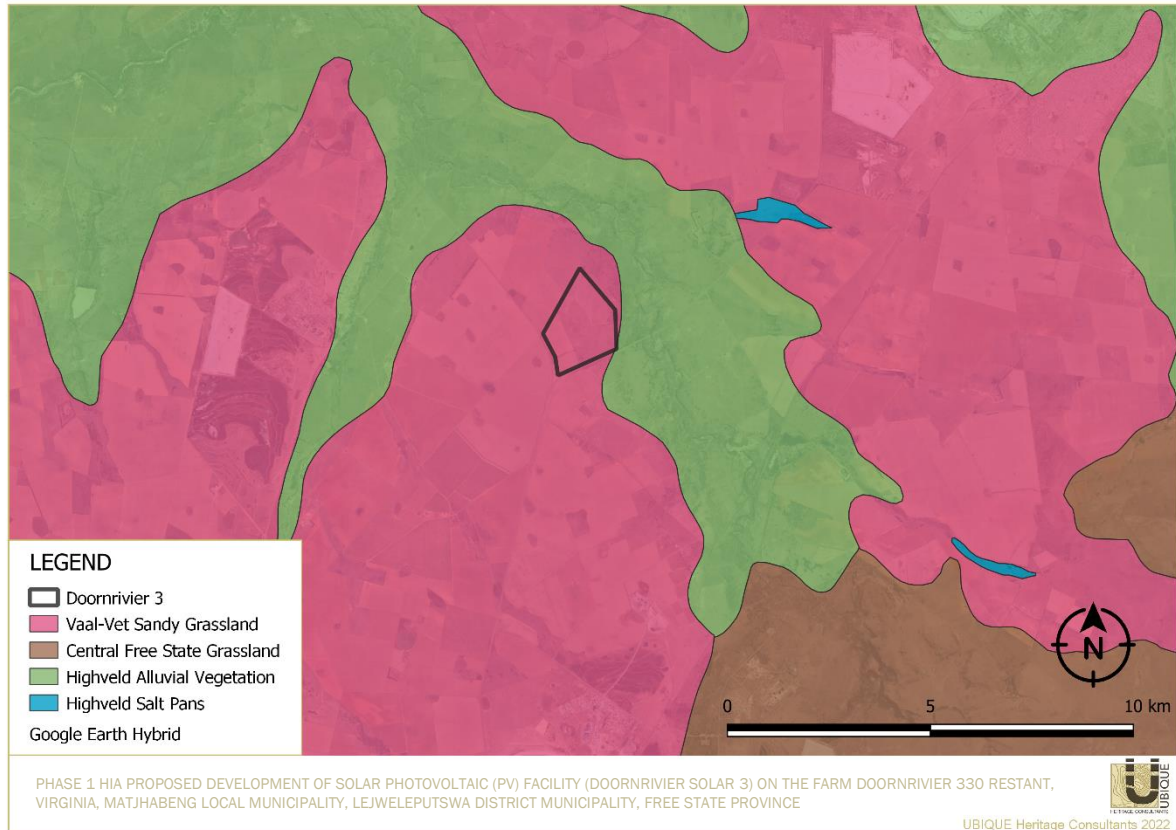 LEGEND
Doornrivier 3
Vaal-Vet Sandy Grassland
Central Free State Grassland
Highveld Alluvial Vegetation
Highveld Salt Pans
Google Earth Hybrid
N
0 5 10 km
PHASE 1 HIA PROPOSED DEVELOPMENT OF SOLAR PHOTOVOLTAIC (PV) FACILITY (DOORNRIVIER SOLAR 3) ON THE FARM DOORNRIVIER 330 RESTANT,
VIRGINIA, MATJHABENG LOCAL MUNICIPALITY, LEJWELEPUTSWA DISTRICT MUNICIPALITY, FREE STATE PROVINCE
UBIQUE
HERITAGE CONSULTANTS
UBIQUE Heritage Consultants 2022